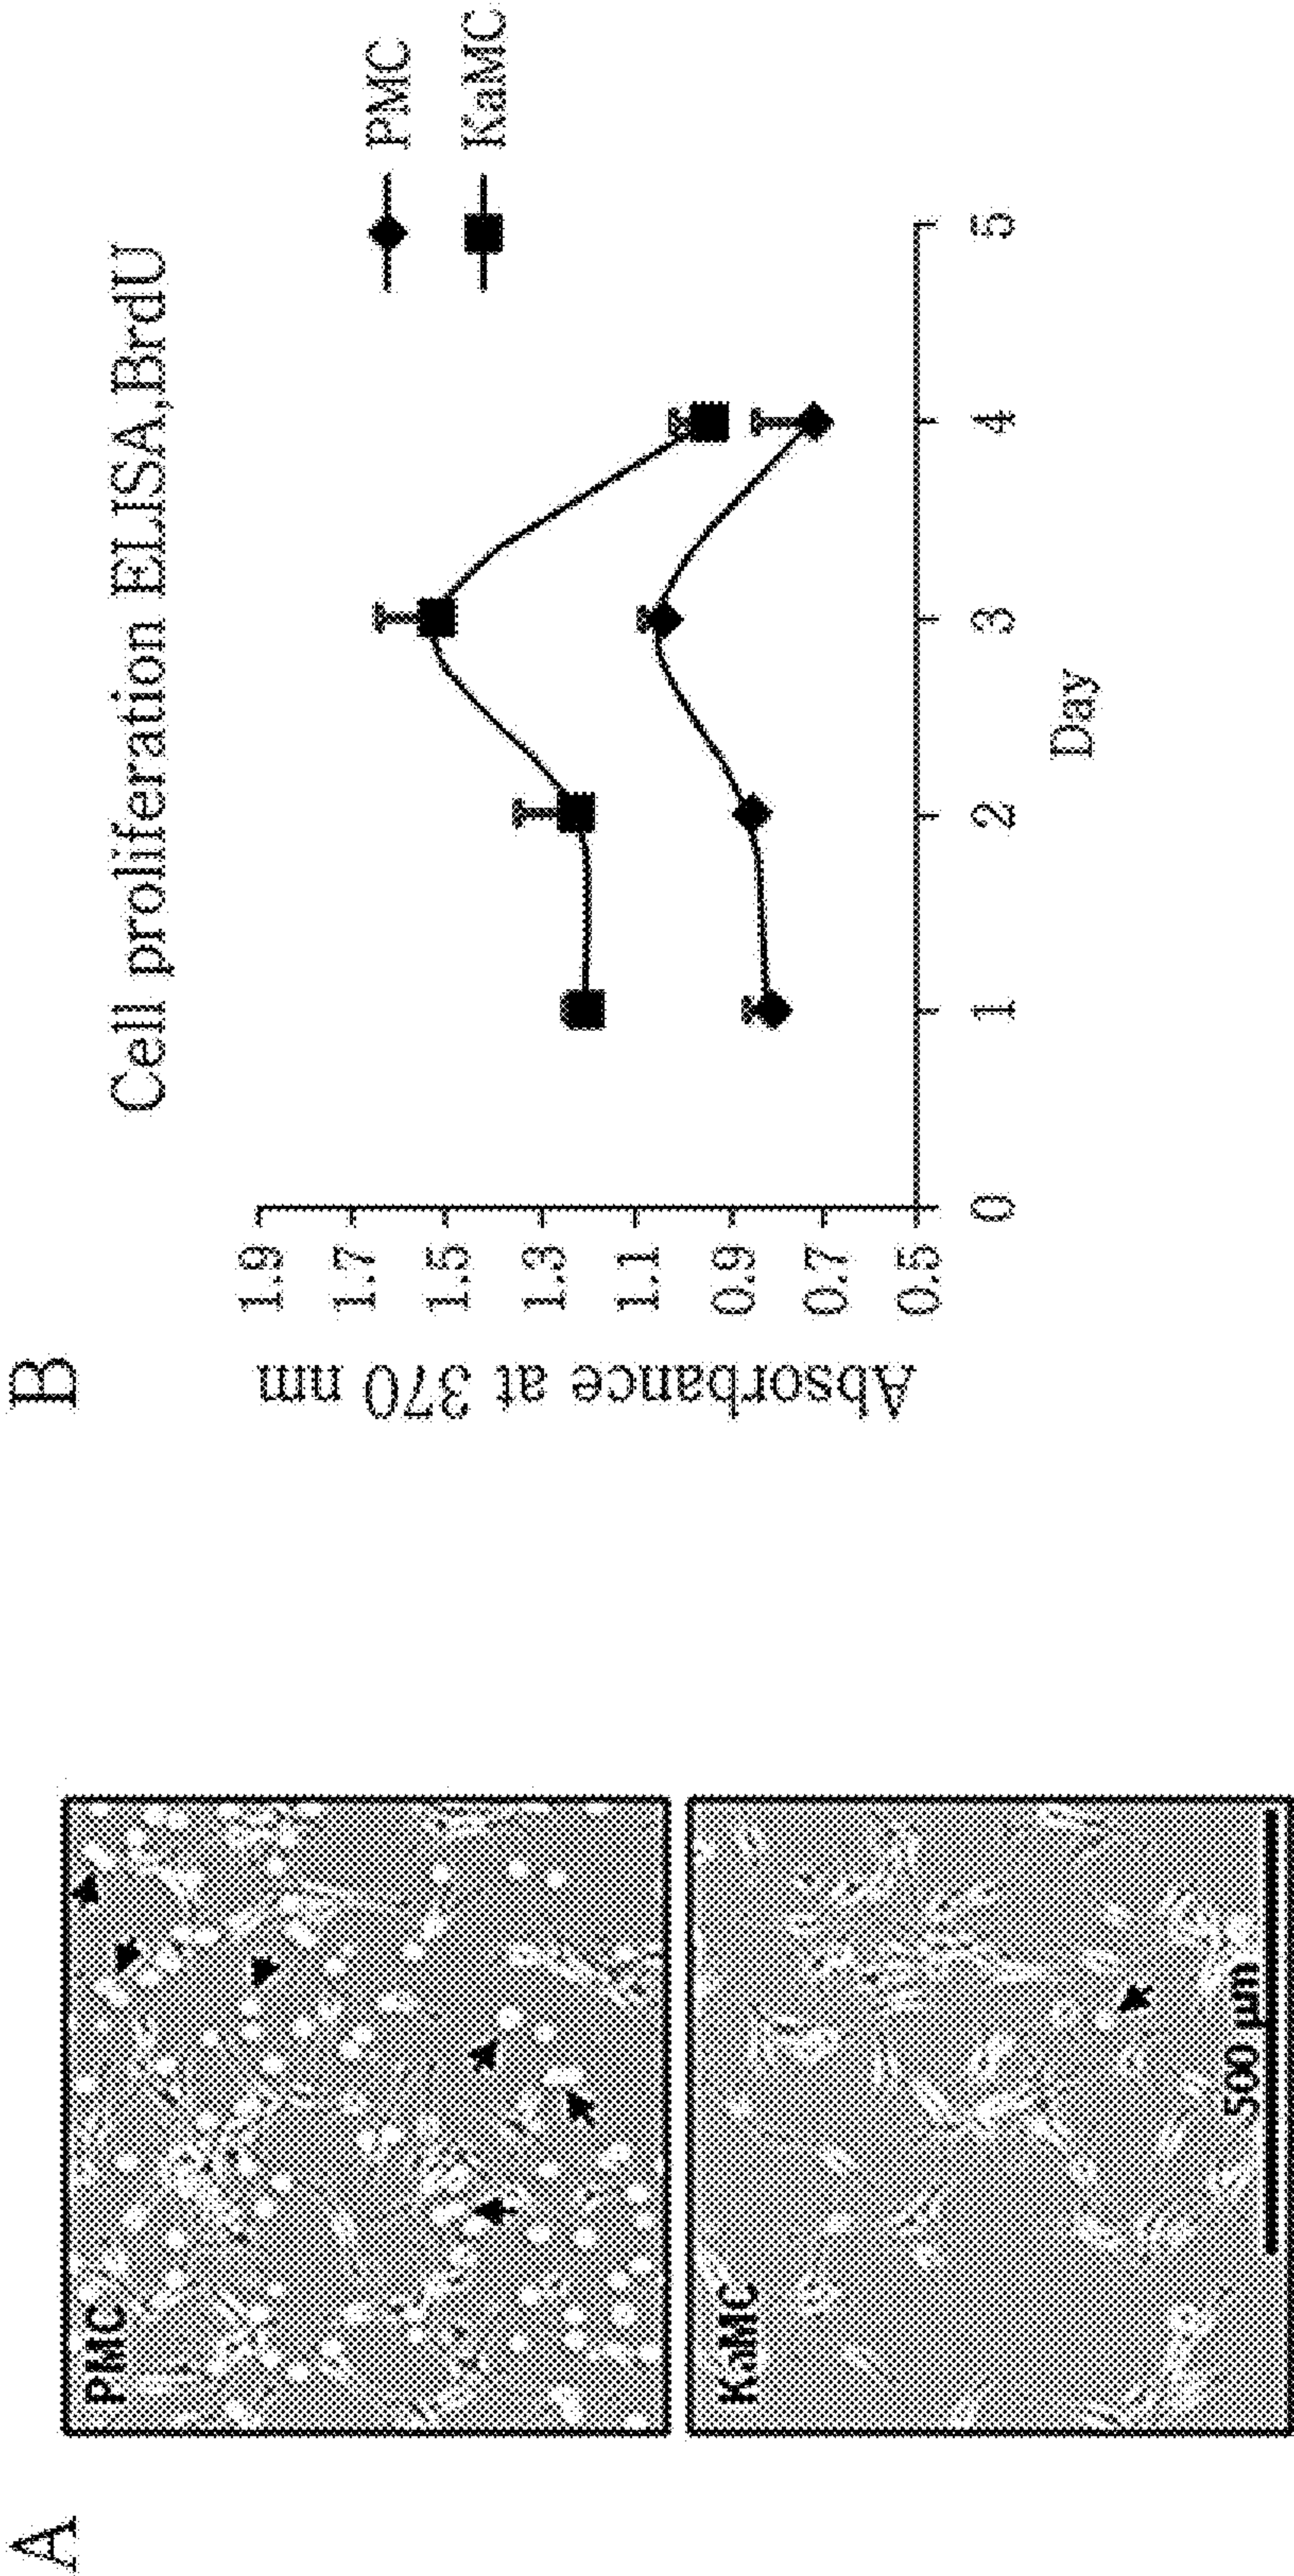 A
PMC
KaMC
500 µm
B
Cell proliferation ELISA,BrdU
Absorbance at 370 nm
1.9
1.7
1.5
1.3
1.1
0.9
0.7
0.5
0 1 2 3 4 5
Day
PMC
KaMC